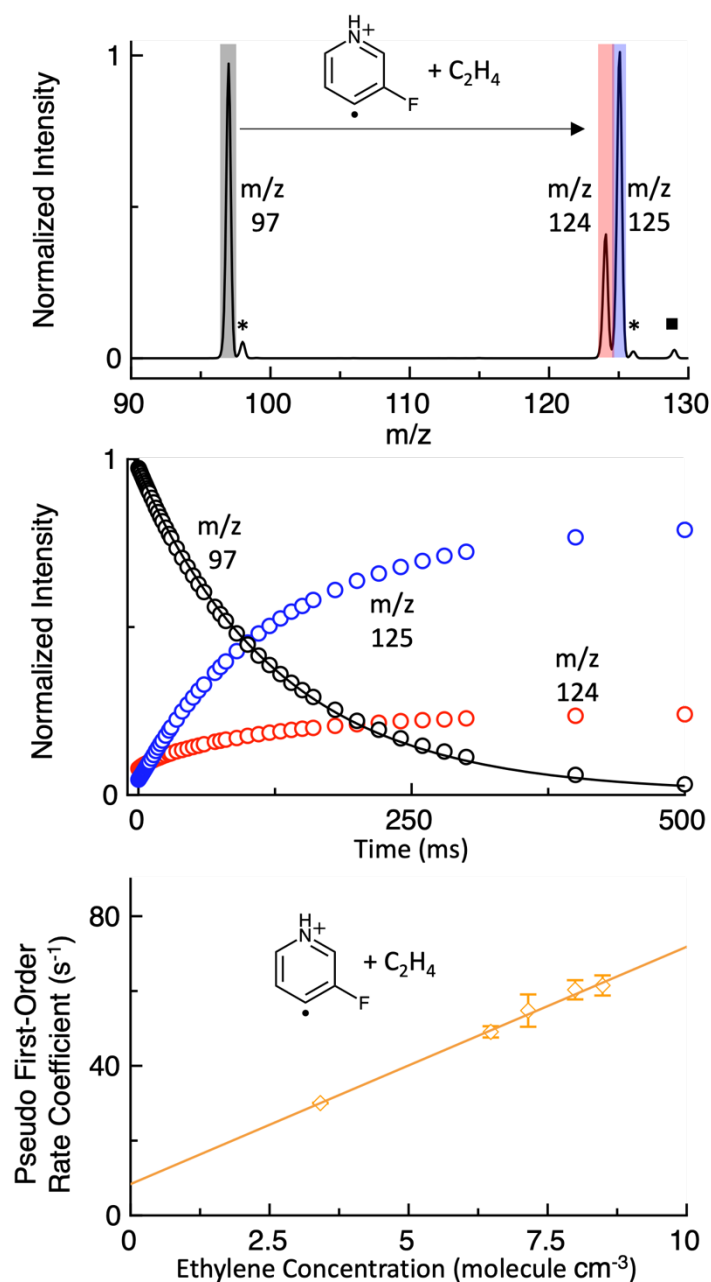 Normalized Intensity
1
0
H
N+
F
•
+ C₂H₄
m/z
97
m/z
124
m/z
125
*
*
■
90
100
110
120
130
m/z
Normalized Intensity
1
0
m/z
97
m/z
125
m/z
124
0
250
500
Time (ms)
Pseudo First-Order
Rate Coefficient (s⁻¹)
80
40
0
H
N+
F
•
+ C₂H₄
0
2.5
5
7.5
10
Ethylene Concentration (molecule cm⁻³)